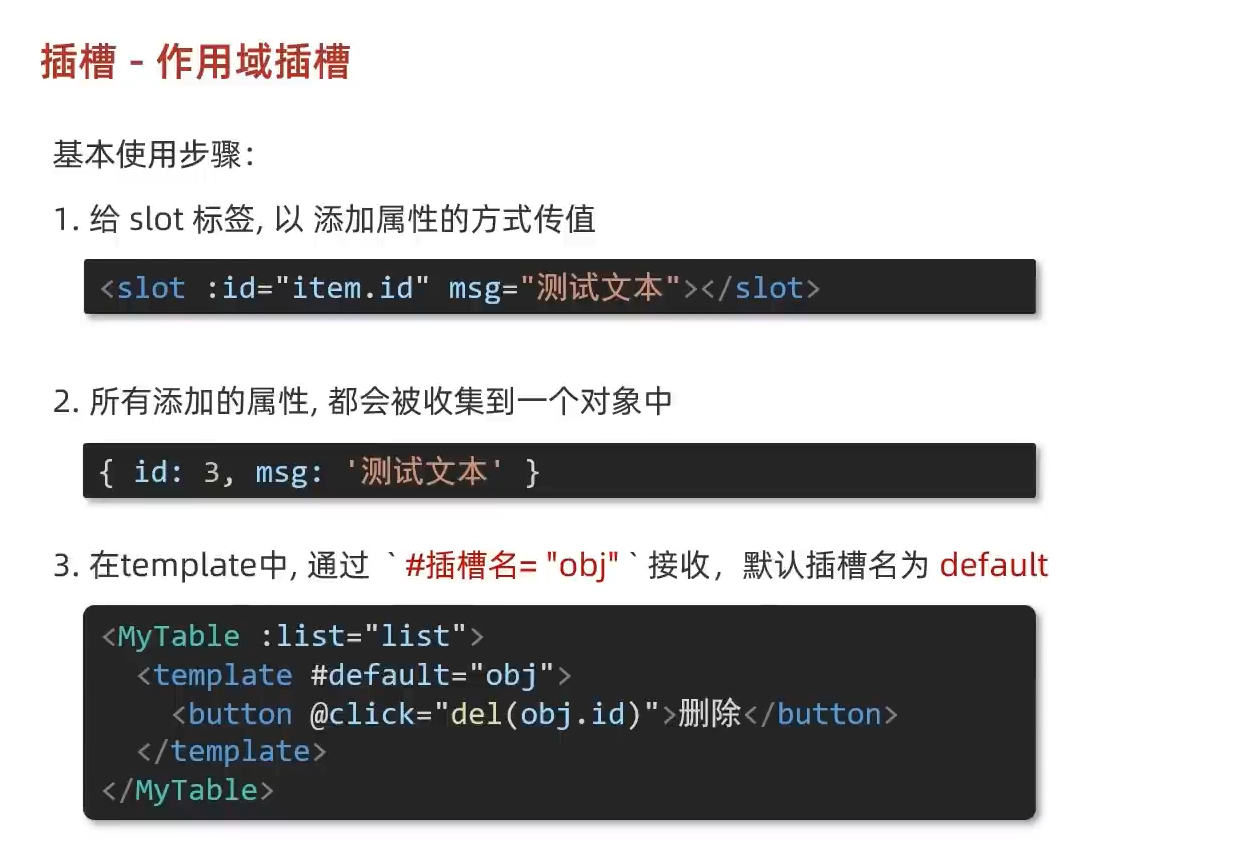 插槽 - 作用域插槽
基本使用步骤：
1. 给 slot 标签, 以 添加属性的方式传值
<slot :id="item.id" msg="测试文本"></slot>
2. 所有添加的属性, 都会被收集到一个对象中
{ id: 3, msg: '测试文本' }
3. 在template中, 通过 ` #插槽名= "obj" ` 接收，默认插槽名为 default
<MyTable :list="list">
  <template #default="obj">
    <button @click="del(obj.id)">删除</button>
  </template>
</MyTable>